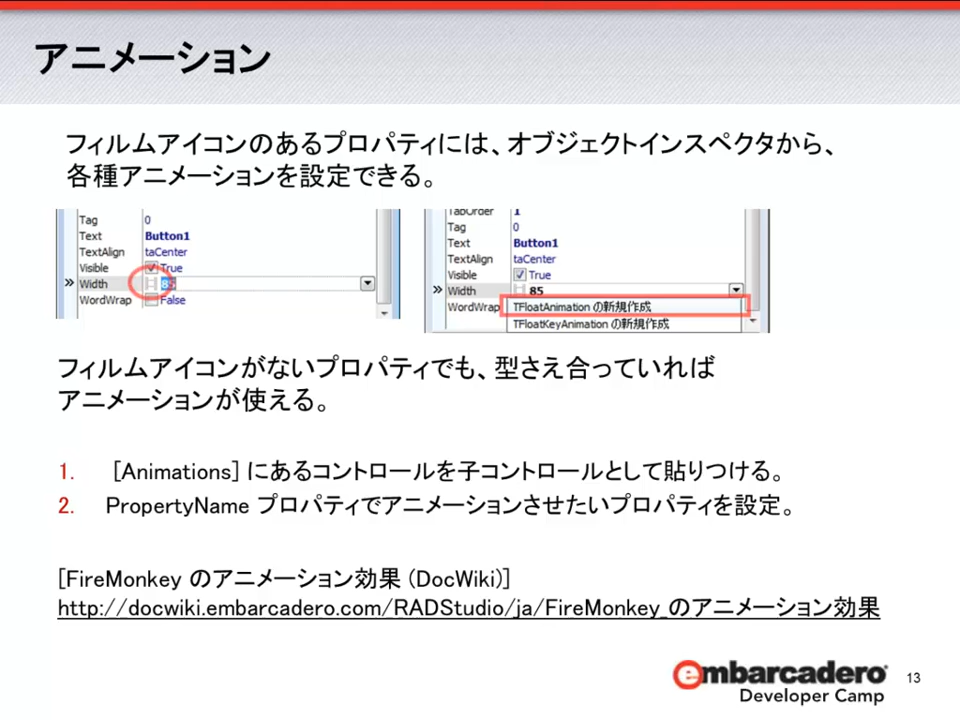 アニメーション
フィルムアイコンのあるプロパティには、オブジェクトインスペクタから、
各種アニメーションを設定できる。
Tag 0
Text Button1
TextAlign taCenter
Visible True
» Width 85
WordWrap False
TabOrder 1
Tag 0
Text Button1
TextAlign taCenter
Visible True
» Width 85
WordWrap TFloatAnimation の新規作成
TFloatKeyAnimation の新規作成
フィルムアイコンがないプロパティでも、型さえ合っていれば
アニメーションが使える。
1. [Animations] にあるコントロールを子コントロールとして貼りつける。
2. PropertyName プロパティでアニメーションさせたいプロパティを設定。
[FireMonkey のアニメーション効果 (DocWiki)]
http://docwiki.embarcadero.com/RADStudio/ja/FireMonkey_のアニメーション効果
embarcadero
Developer Camp
13